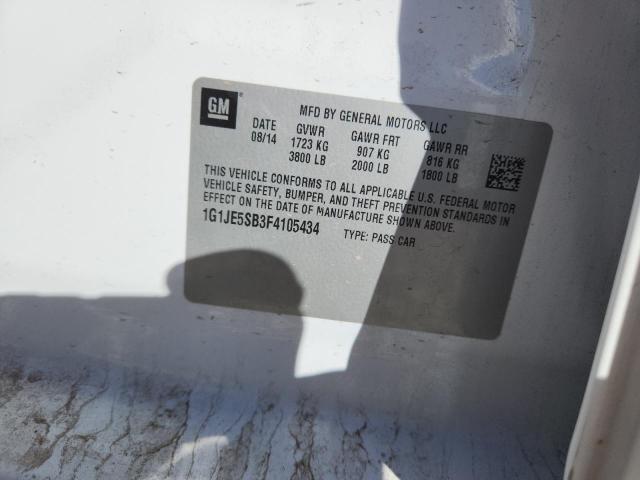 GM
MFD BY GENERAL MOTORS LLC
DATE GVWR GAWR FRT GAWR RR
08/14 1723 KG 907 KG 816 KG
3800 LB 2000 LB 1800 LB
THIS VEHICLE CONFORMS TO ALL APPLICABLE U.S. FEDERAL MOTOR
VEHICLE SAFETY, BUMPER, AND THEFT PREVENTION STANDARDS IN
EFFECT ON THE DATE OF MANUFACTURE SHOWN ABOVE.
1G1JE5SB3F4105434 TYPE: PASS CAR